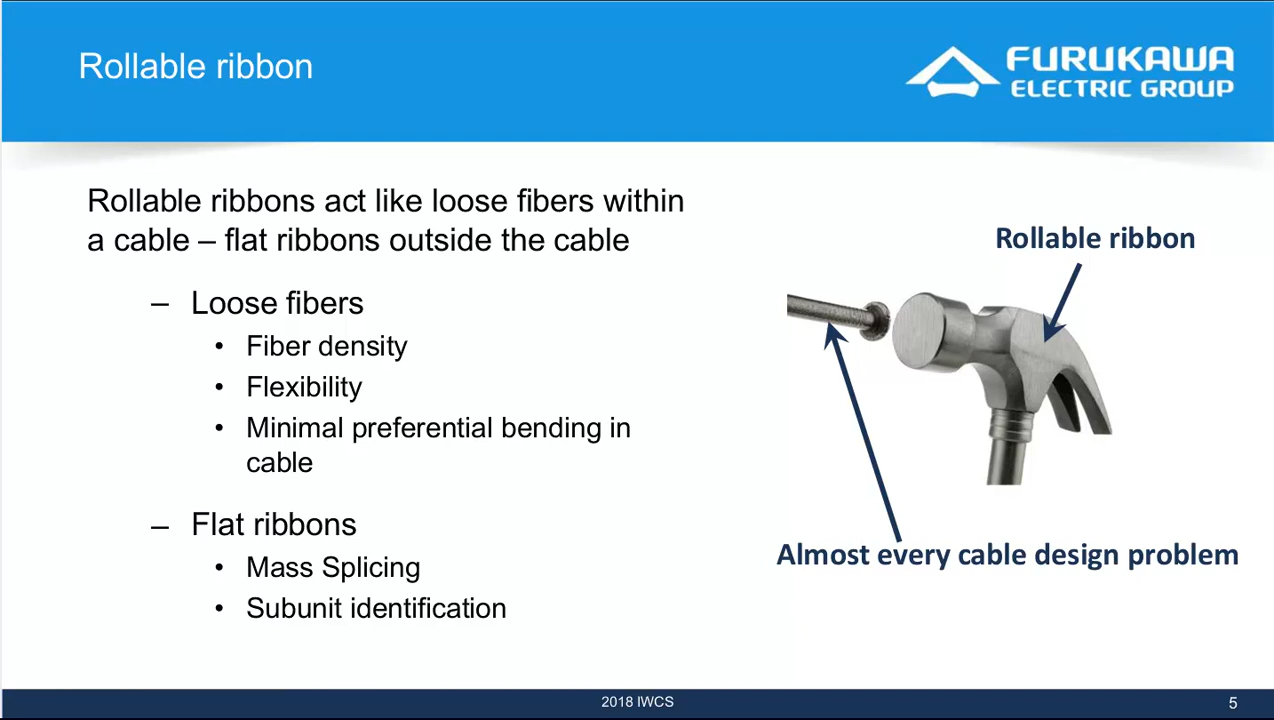 Rollable ribbon
FURUKAWA
ELECTRIC GROUP
Rollable ribbons act like loose fibers within
a cable – flat ribbons outside the cable
– Loose fibers
• Fiber density
• Flexibility
• Minimal preferential bending in
cable
– Flat ribbons
• Mass Splicing
• Subunit identification
Rollable ribbon
Almost every cable design problem
2018 IWCS
5